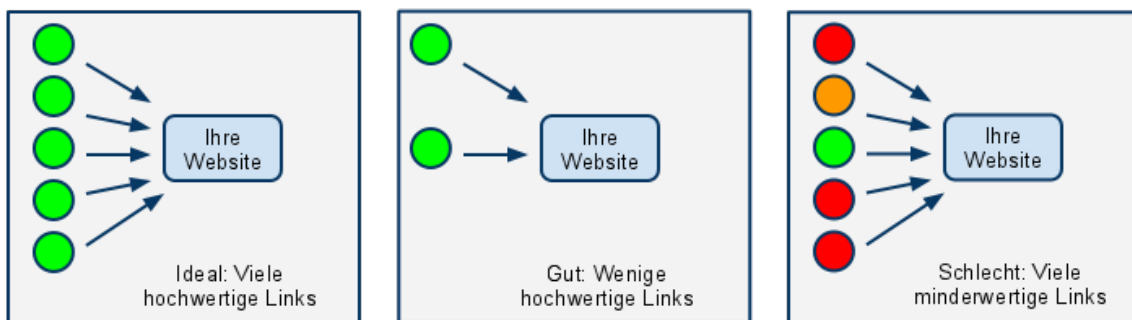 Ihre
Website
Ideal: Viele
hochwertige Links
Ihre
Website
Gut: Wenige
hochwertige Links
Ihre
Website
Schlecht: Viele
minderwertige Links